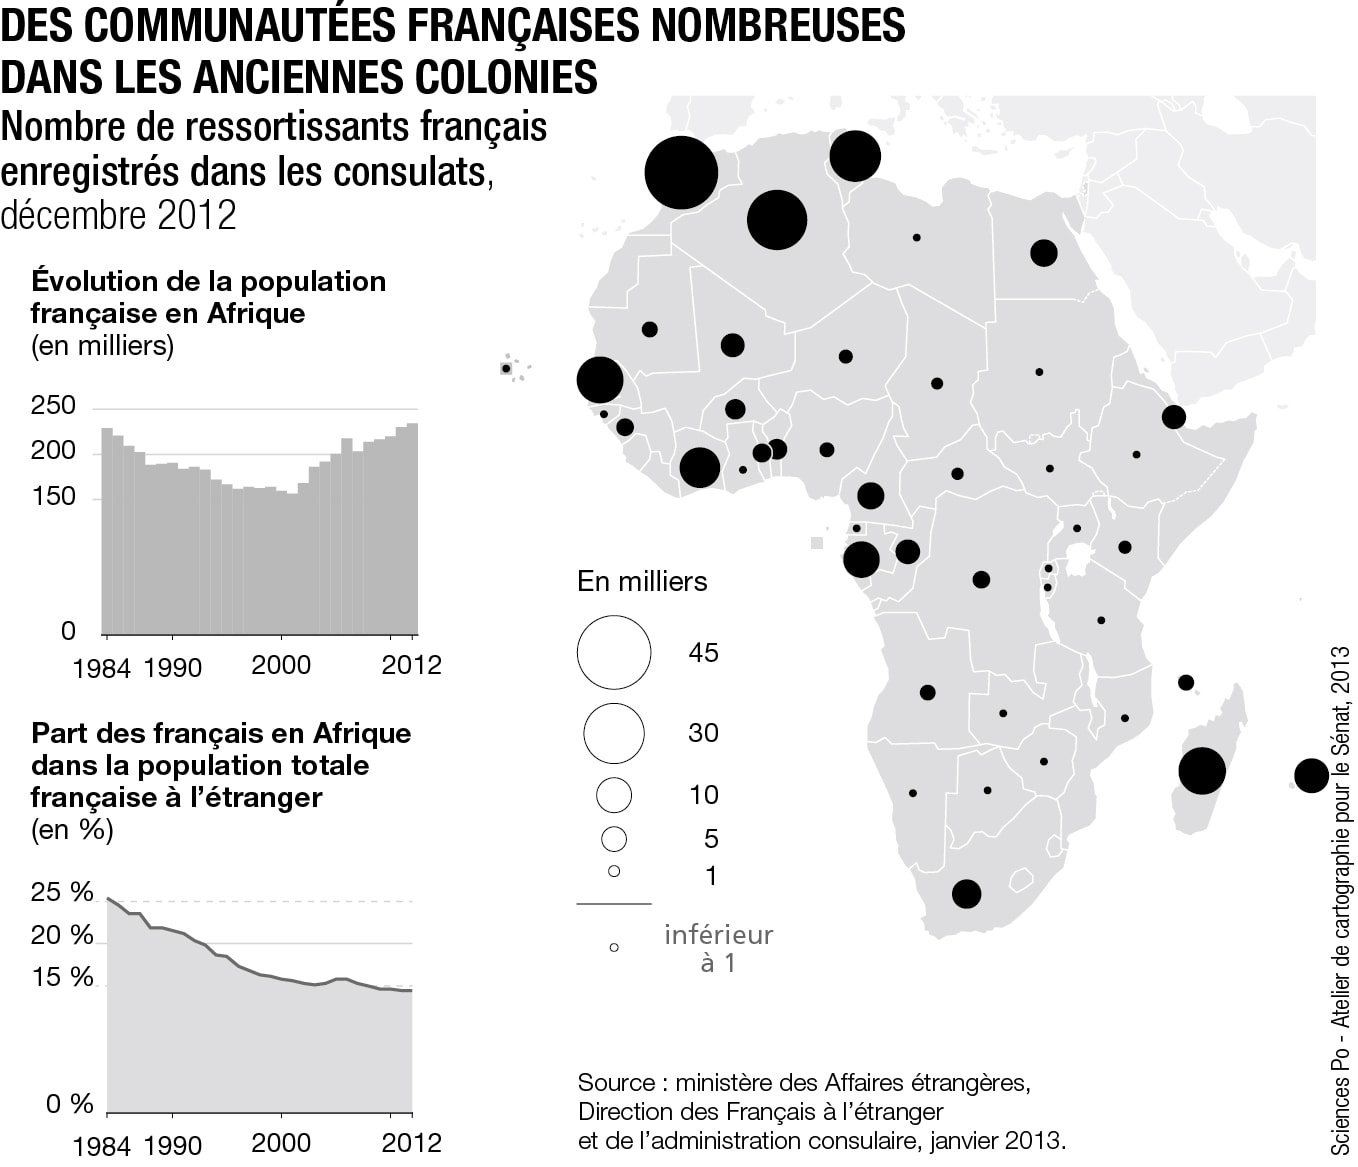 DES COMMUNAUTÉES FRANÇAISES NOMBREUSES
DANS LES ANCIENNES COLONIES
Nombre de ressortissants français
enregistrés dans les consulats,
décembre 2012
Évolution de la population
française en Afrique
(en milliers)
250
200
150
0
1984 1990 2000 2012
Part des français en Afrique
dans la population totale
française à l’étranger
(en %)
25 %
20 %
15 %
0 %
1984 1990 2000 2012
En milliers
45
30
10
5
1
inférieur
à 1
Source : ministère des Affaires étrangères,
Direction des Français à l’étranger
et de l’administration consulaire, janvier 2013.
Sciences Po - Atelier de cartographie pour le Sénat, 2013